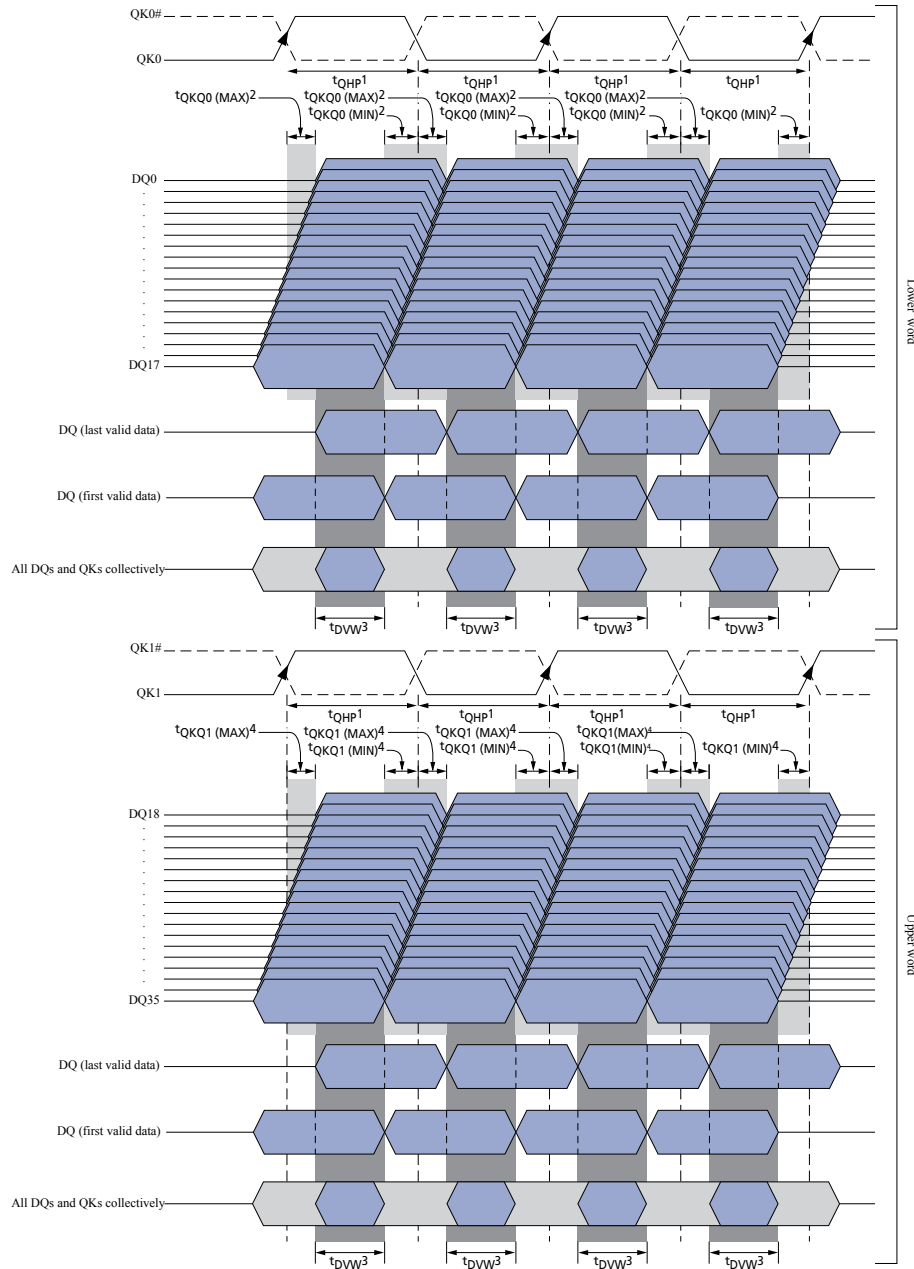 QK0#
QK0
tQHP1 tQHP1 tQHP1 tQHP1
tQKQ0 (MAX)2 tQKQ0 (MAX)2 tQKQ0 (MAX)2 tQKQ0 (MAX)2
tQKQ0 (MIN)2 tQKQ0 (MIN)2 tQKQ0 (MIN)2 tQKQ0 (MIN)2
DQ0
DQ17
DQ (last valid data)
DQ (first valid data)
All DQs and QKs collectively
tDVW3 tDVW3 tDVW3 tDVW3
Lower Word
QK1#
QK1
tQHP1 tQHP1 tQHP1 tQHP1
tQKQ1 (MAX)4 tQKQ1 (MAX)4 tQKQ1 (MAX)4 tQKQ1(MAX)4
tQKQ1 (MIN)4 tQKQ1 (MIN)4 tQKQ1(MIN)4 tQKQ1 (MIN)4
DQ18
DQ35
DQ (last valid data)
DQ (first valid data)
All DQs and QKs collectively
tDVW3 tDVW3 tDVW3 tDVW3
Upper word